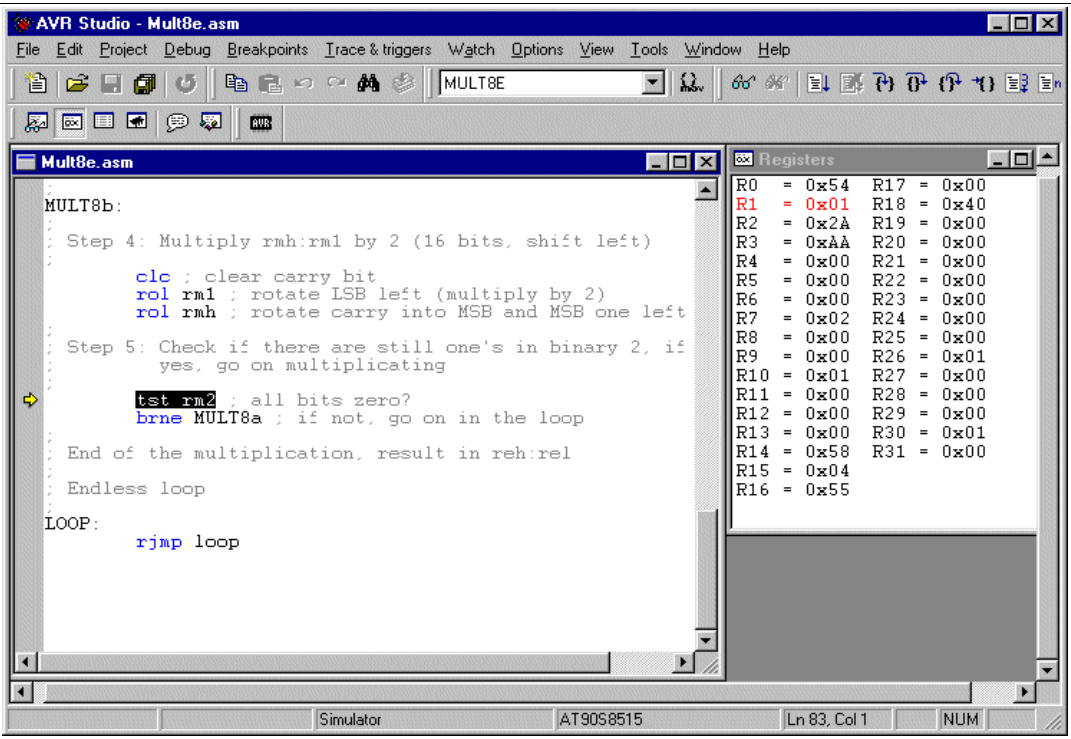 AVR Studio - Mult8e.asm
File Edit Project Debug Breakpoints Trace & triggers Watch Options View Tools Window Help
MULT8E
AVR
Mult8e.asm
;
MULT8b:
;
; Step 4: Multiply rmh:rm1 by 2 (16 bits, shift left)
;
clc ; clear carry bit
rol rm1 ; rotate LSB left (multiply by 2)
rol rmh ; rotate carry into MSB and MSB one left
;
; Step 5: Check if there are still one's in binary 2, if
; yes, go on multiplicating
;
tst rm2 ; all bits zero?
brne MULT8a ; if not, go on in the loop
;
; End of the multiplication, result in reh:rel
;
; Endless loop
;
LOOP:
rjmp loop
Registers
R0 = 0x54 R17 = 0x00
R1 = 0x01 R18 = 0x40
R2 = 0x2A R19 = 0x00
R3 = 0xAA R20 = 0x00
R4 = 0x00 R21 = 0x00
R5 = 0x00 R22 = 0x00
R6 = 0x00 R23 = 0x00
R7 = 0x02 R24 = 0x00
R8 = 0x00 R25 = 0x00
R9 = 0x00 R26 = 0x01
R10 = 0x01 R27 = 0x00
R11 = 0x00 R28 = 0x00
R12 = 0x00 R29 = 0x00
R13 = 0x00 R30 = 0x01
R14 = 0x58 R31 = 0x00
R15 = 0x04
R16 = 0x55
Simulator AT90S8515 Ln 83, Col 1 NUM